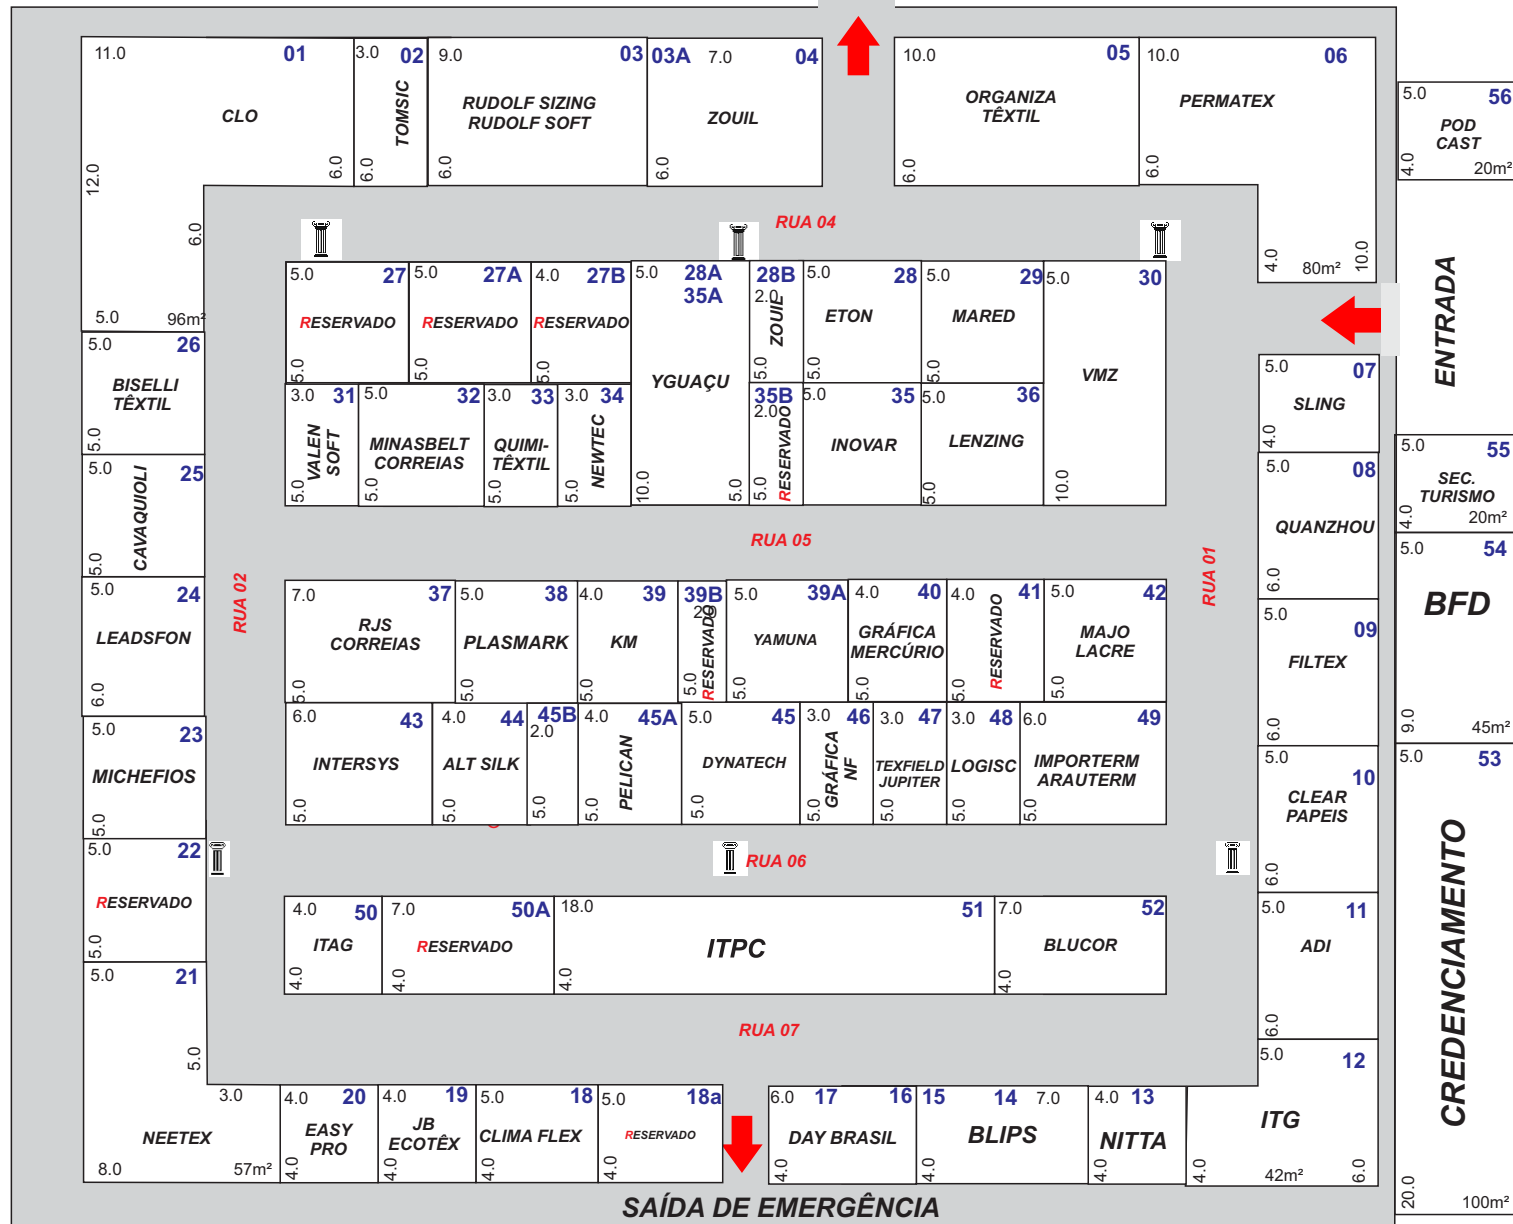 11.0 01
CLO
12.0
6.0
6.0
5.0 96m²
3.0 02
TOMSIC
6.0
9.0 03
RUDOLF SIZING
RUDOLF SOFT
6.0
03A 7.0 04
ZOUIL
6.0
10.0 05
ORGANIZA
TÊXTIL
6.0
10.0 06
PERMATEX
6.0
4.0 80m² 10.0
5.0 56
POD
CAST
4.0 20m²
RUA 04
ENTRADA
5.0 27
RESERVADO
5.0
5.0 27A
RESERVADO
5.0
4.0 27B
RESERVADO
5.0
5.0 28A
35A
YGUAÇU
10.0 5.0
28B
2.0
ZOUIL
5.0
5.0 28
ETON
5.0
5.0 29
MARED
5.0
5.0 30
VMZ
10.0
3.0 31
VALEN
SOFT
5.0
5.0 32
MINASBELT
CORREIAS
5.0
3.0 33
QUIMI-
TÊXTIL
5.0
3.0 34
NEWTEC
5.0
35B
2.0
RESERVADO
5.0
5.0 35
INOVAR
5.0 36
LENZING
5.0
5.0 26
BISELLI
TÊXTIL
5.0
5.0 25
CAVAQUIOLI
5.0
5.0 24
LEADSFON
6.0
5.0 23
MICHEFIOS
5.0
5.0 22
RESERVADO
5.0
5.0 21
5.0
3.0
NEETEX
8.0 57m²
RUA 05
RUA 02
RUA 01
5.0 07
SLING
4.0
5.0 08
QUANZHOU
6.0
5.0 09
FILTEX
6.0
5.0 10
CLEAR
PAPEIS
6.0
5.0 11
ADI
6.0
5.0 12
ITG
4.0 42m² 6.0
5.0 55
SEC.
TURISMO
4.0 20m²
5.0 54
BFD
9.0 45m²
5.0 53
CREDENCIAMENTO
20.0 100m²
7.0 37
RJS
CORREIAS
5.0
5.0 38
PLASMARK
5.0
4.0 39
KM
5.0
39B
2.0
RESERVADO
5.0
5.0 39A
YAMUNA
5.0
4.0 40
GRÁFICA
MERCÚRIO
5.0
4.0 41
RESERVADO
5.0
5.0 42
MAJO
LACRE
5.0
6.0 43
INTERSYS
5.0
4.0 44
ALT SILK
5.0
45B
2.0
5.0
4.0 45A
PELICAN
5.0
5.0 45
DYNATECH
5.0
3.0 46
GRÁFICA
NF
5.0
3.0 47
TEXFIELD
JUPITER
5.0
3.0 48
LOGISC
5.0
6.0 49
IMPORTERM
ARAUTERM
5.0
RUA 06
4.0 50
ITAG
4.0
7.0 50A
RESERVADO
4.0
18.0 51
ITPC
4.0
7.0 52
BLUCOR
4.0
RUA 07
4.0 20
EASY
PRO
4.0
4.0 19
JB
ECOTÊX
4.0
5.0 18
CLIMA FLEX
4.0
5.0 18a
RESERVADO
4.0
6.0 17 16
DAY BRASIL
4.0
15 14 7.0
BLIPS
4.0
4.0 13
NITTA
4.0
SAÍDA DE EMERGÊNCIA